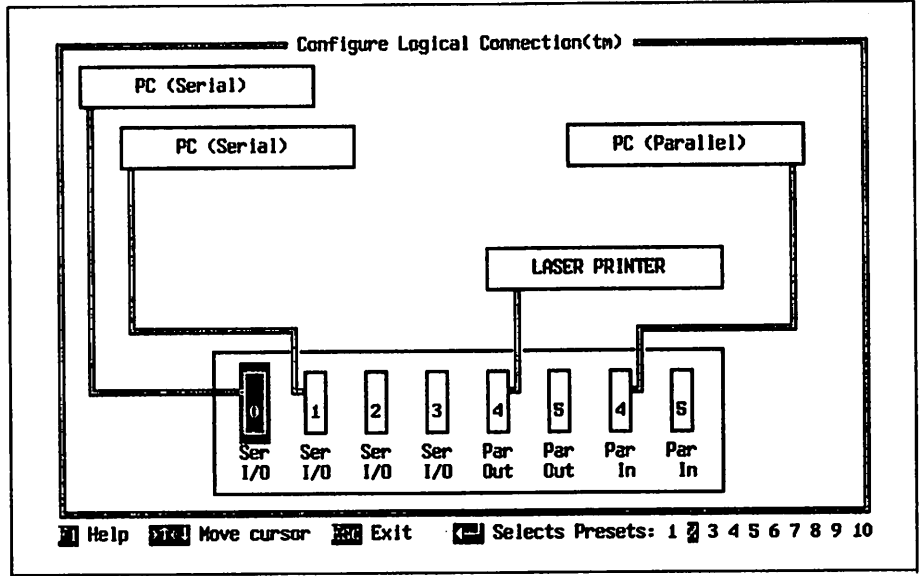 Configure Logical Connection(tm)
PC (Serial)
PC (Serial)
PC (Parallel)
LASER PRINTER
0 1 2 3 4 5 4 5
Ser Ser Ser Ser Par Par Par Par
I/O I/O I/O I/O Out Out In In
Help Move cursor Exit Selects Presets: 1 2 3 4 5 6 7 8 9 10